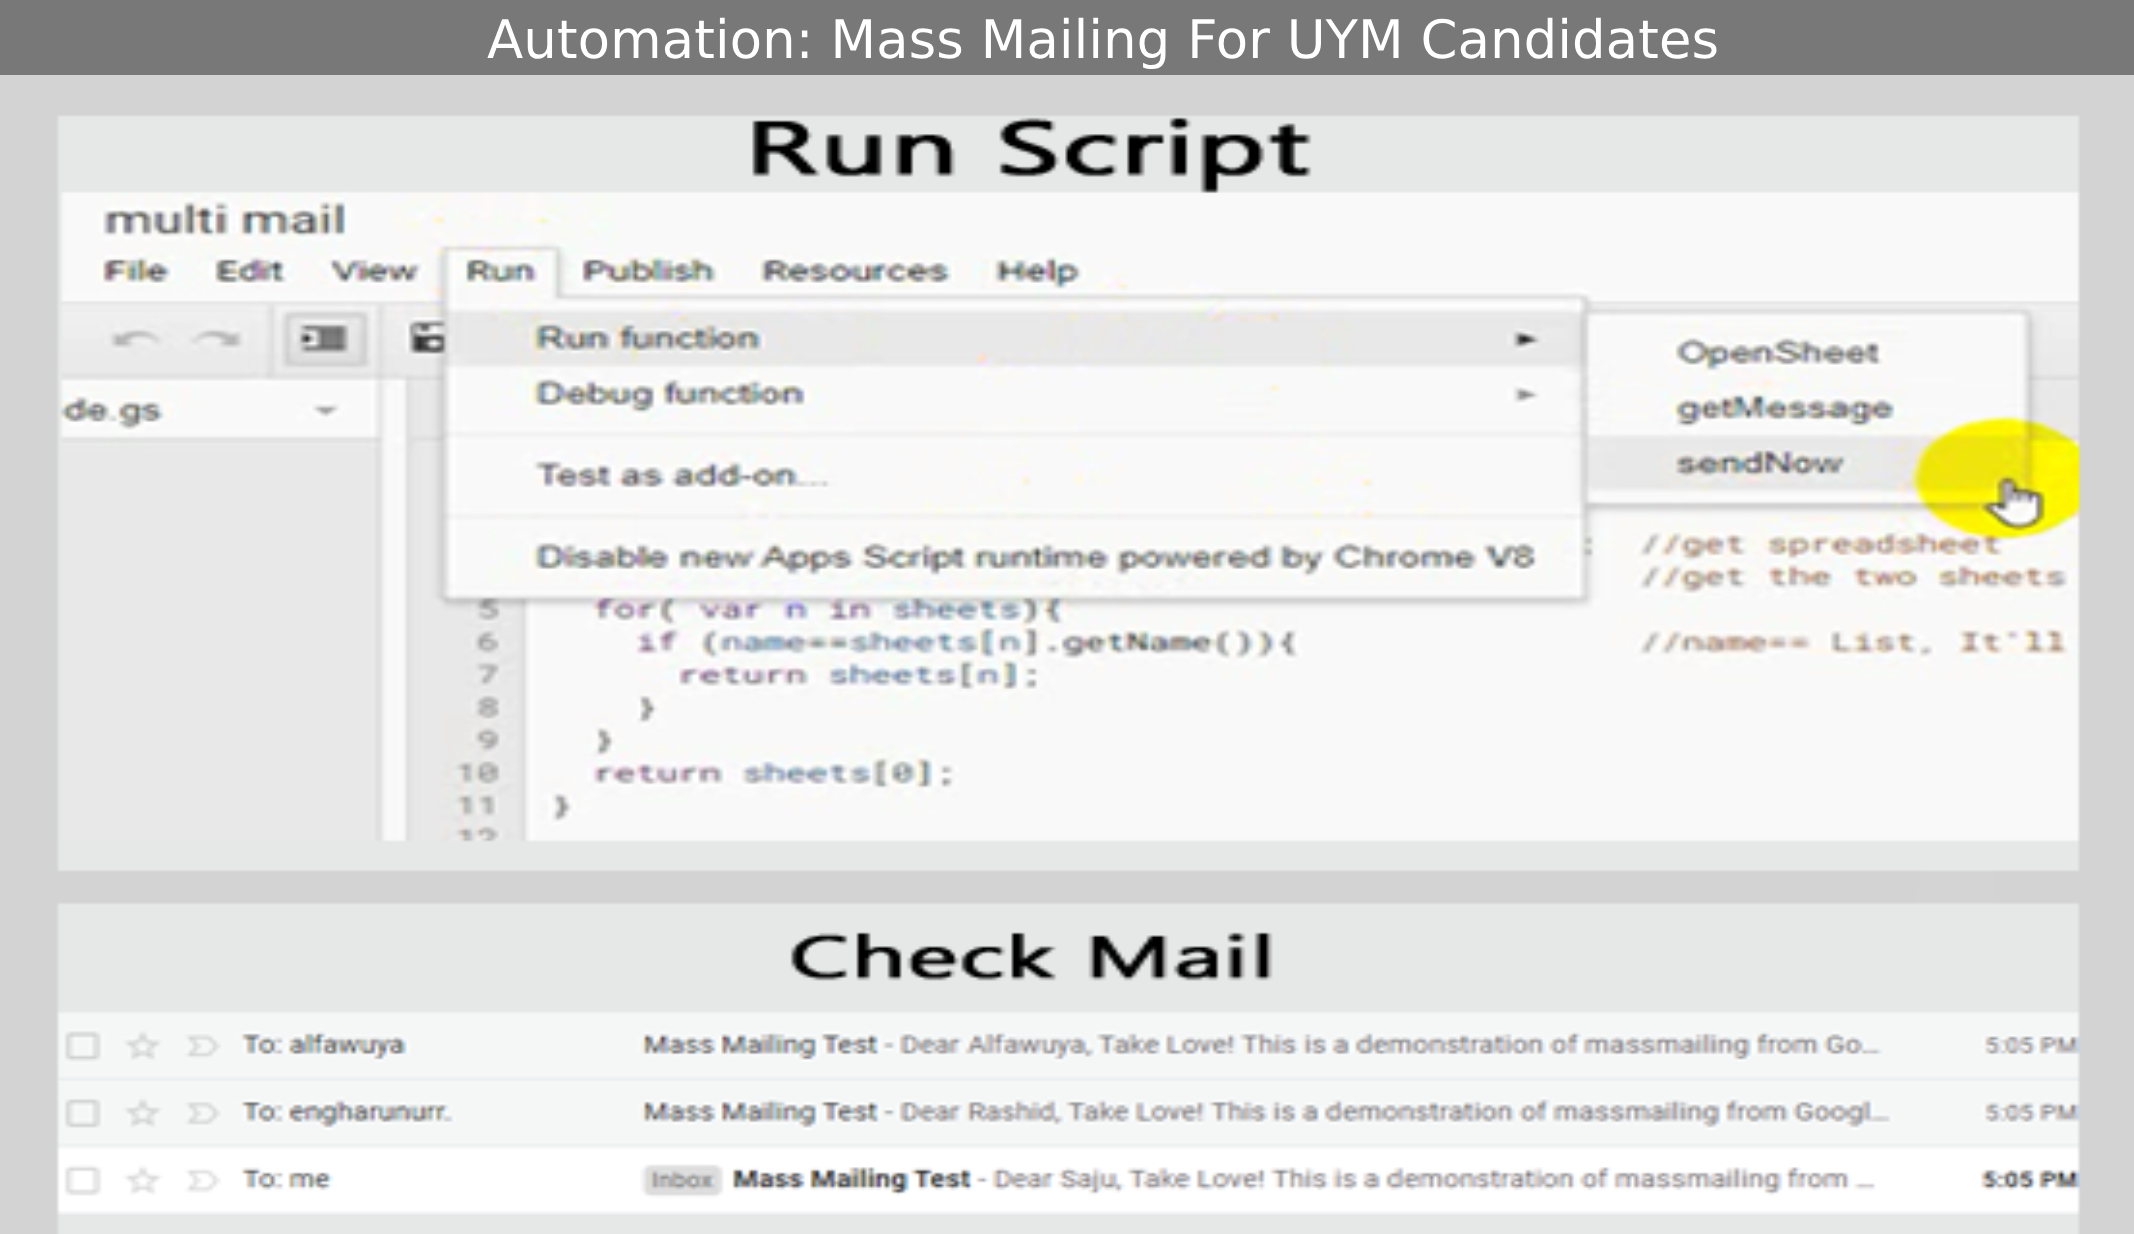 Automation: Mass Mailing For UYM Candidates
Run Script
multi mail
File Edit View Run Publish Resources Help
Run function
OpenSheet
Debug function
getMessage
de.gs
sendNow
Test as add-on...
//get spreadsheet
Disable new Apps Script runtime powered by Chrome V8
//get the two sheets
5 for( var n in sheets){
6 if (name==sheets[n].getName()){ //name== List, It'll
7 return sheets[n];
8 }
9 }
10 return sheets[0];
11 }
12
Check Mail
To: alfawuya Mass Mailing Test - Dear Alfawuya, Take Love! This is a demonstration of massmailing from Go... 5:05 PM
To: engharunurr. Mass Mailing Test - Dear Rashid, Take Love! This is a demonstration of massmailing from Googl... 5:05 PM
To: me Inbox Mass Mailing Test - Dear Saju, Take Love! This is a demonstration of massmailing from ... 5:05 PM